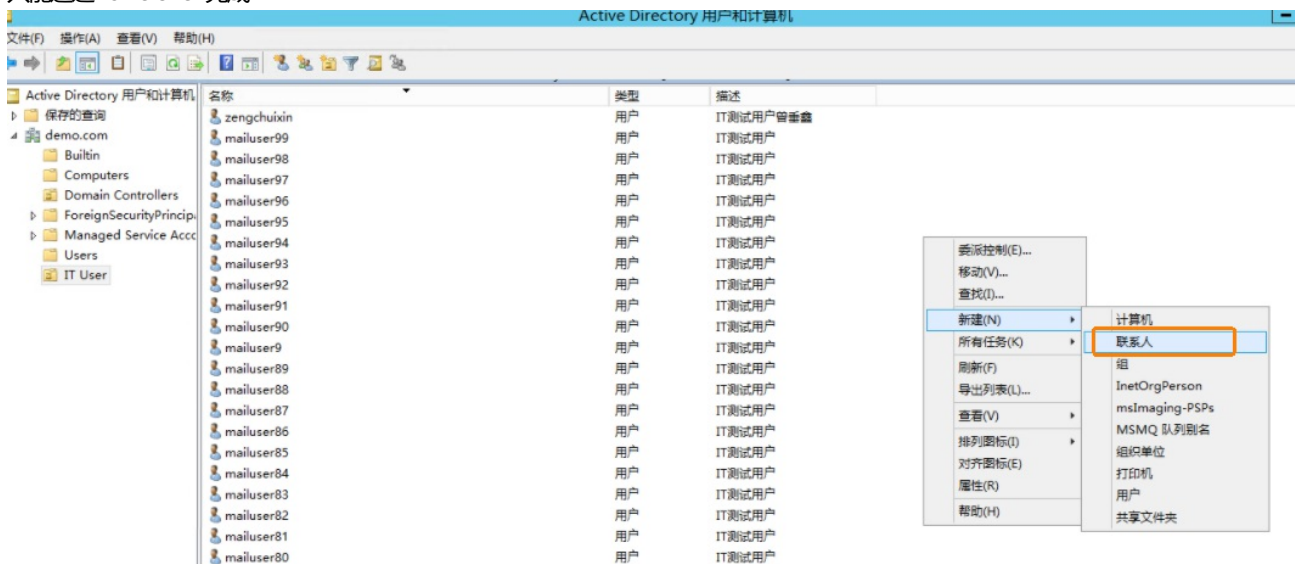 Active Directory 用户和计算机
文件(F) 操作(A) 查看(V) 帮助(H)
Active Directory 用户和计算机
保存的查询
demo.com
Builtin
Computers
Domain Controllers
ForeignSecurityPrincip
Managed Service Acc
Users
IT User
名称 类型 描述
zengchuixin 用户 IT测试用户曾垂鑫
mailuser99 用户 IT测试用户
mailuser98 用户 IT测试用户
mailuser97 用户 IT测试用户
mailuser96 用户 IT测试用户
mailuser95 用户 IT测试用户
mailuser94 用户 IT测试用户
mailuser93 用户 IT测试用户
mailuser92 用户 IT测试用户
mailuser91 用户 IT测试用户
mailuser90 用户 IT测试用户
mailuser9 用户 IT测试用户
mailuser89 用户 IT测试用户
mailuser88 用户 IT测试用户
mailuser87 用户 IT测试用户
mailuser86 用户 IT测试用户
mailuser85 用户 IT测试用户
mailuser84 用户 IT测试用户
mailuser83 用户 IT测试用户
mailuser82 用户 IT测试用户
mailuser81 用户 IT测试用户
mailuser80 用户 IT测试用户
委派控制(E)...
移动(V)...
查找(I)...
新建(N)
所有任务(K)
刷新(F)
导出列表(L)...
查看(V)
排列图标(I)
对齐图标(E)
属性(R)
帮助(H)
计算机
联系人
组
InetOrgPerson
msImaging-PSPs
MSMQ 队列别名
组织单位
打印机
用户
共享文件夹